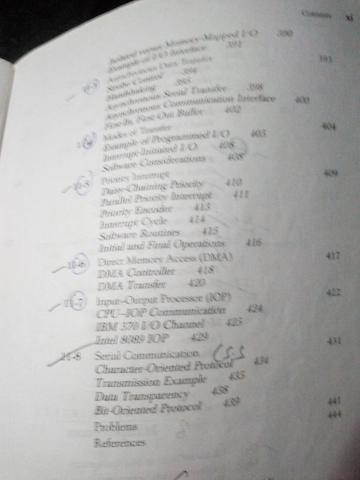 Contents xi
Isolated versus Memory-Mapped I/O 390
Example of I/O Interface 391
11-3 Asynchronous Data Transfer 393
Strobe Control 394
Handshaking 395
Asynchronous Serial Transfer 398
Asynchronous Communication Interface 400
First-In, First-Out Buffer 402
Modes of Transfer 404
Example of Programmed I/O 405
Interrupt-Initiated I/O 408
Software Considerations 408
11-5 Priority Interrupt 409
Daisy-Chaining Priority 410
Parallel Priority Interrupt 411
Priority Encoder 413
Interrupt Cycle 414
Software Routines 415
Initial and Final Operations 416
11-6 Direct Memory Access (DMA) 417
DMA Controller 418
DMA Transfer 420
11-7 Input-Output Processor (IOP) 422
CPU-IOP Communication 424
IBM 370 I/O Channel 425
Intel 8089 IOP 429
11-8 Serial Communication 431
Character-Oriented Protocol 434
Transmission Example 435
Data Transparency 438
Bit-Oriented Protocol 439
Problems 441
References 444